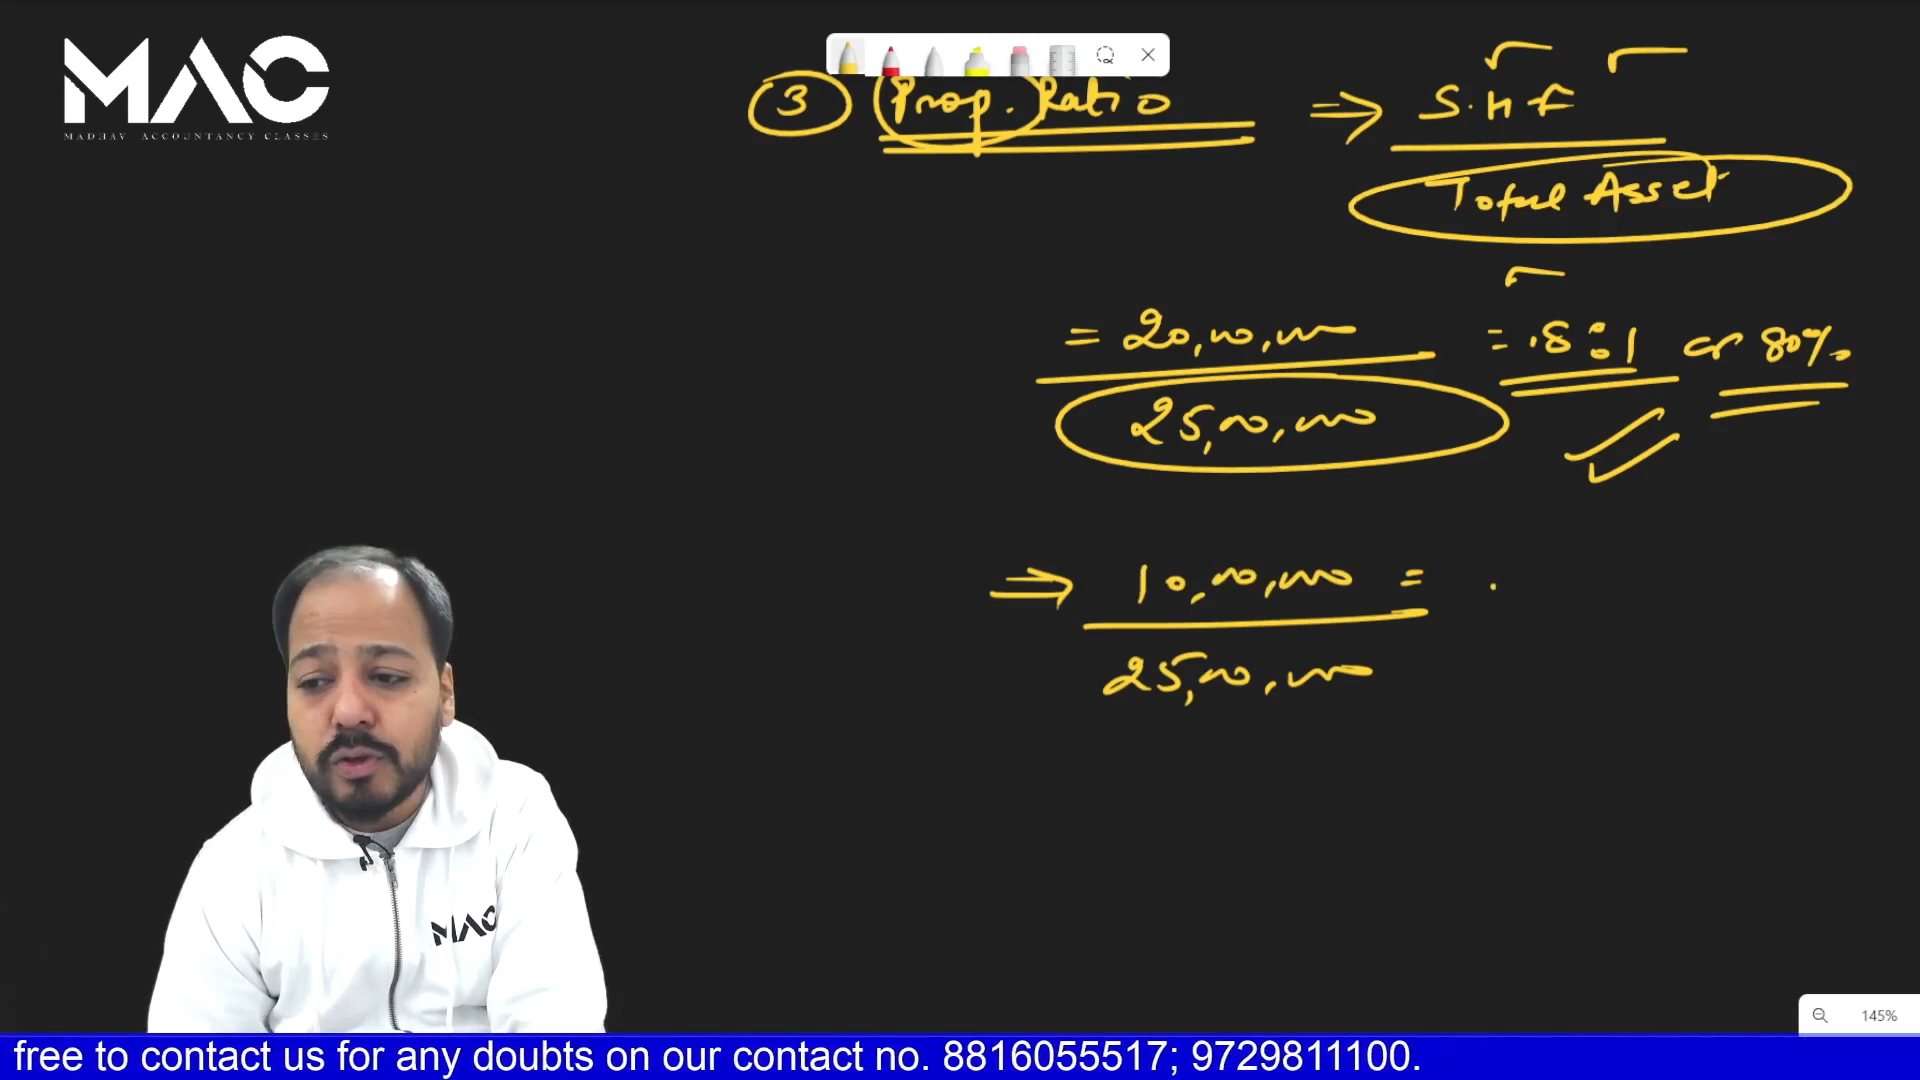 MAC
MADHAV ACCOUNTANCY CLASSES
③ Prop. Ratio ⇒ S.H.F
Total Asset
= 20,00,000 = .8:1 or 80%
25,00,000
⇒ 10,00,000 = .
25,00,000
MAC
145%
free to contact us for any doubts on our contact no. 8816055517; 9729811100.